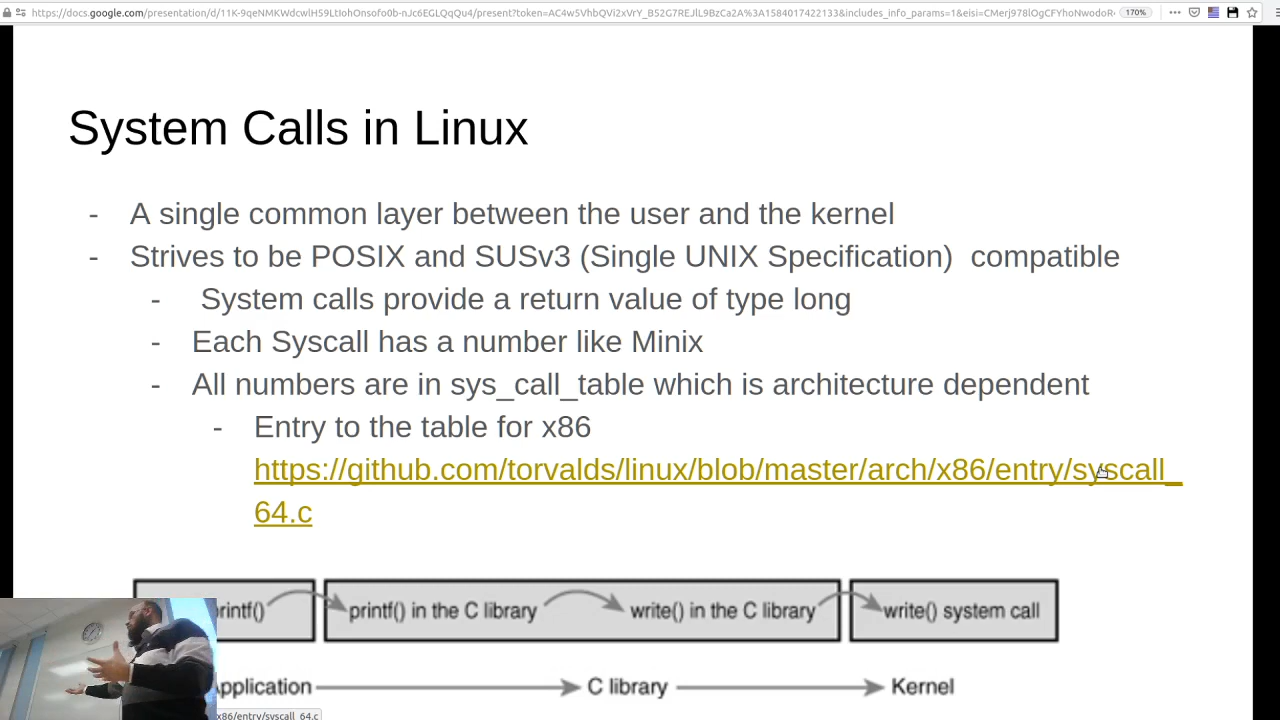 170%
System Calls in Linux
- A single common layer between the user and the kernel
- Strives to be POSIX and SUSv3 (Single UNIX Specification) compatible
- System calls provide a return value of type long
- Each Syscall has a number like Minix
- All numbers are in sys_call_table which is architecture dependent
- Entry to the table for x86
https://github.com/torvalds/linux/blob/master/arch/x86/entry/syscall_
64.c
printf() in the C library write() in the C library write() system call
C library Kernel
x86/entry/syscall_64.c